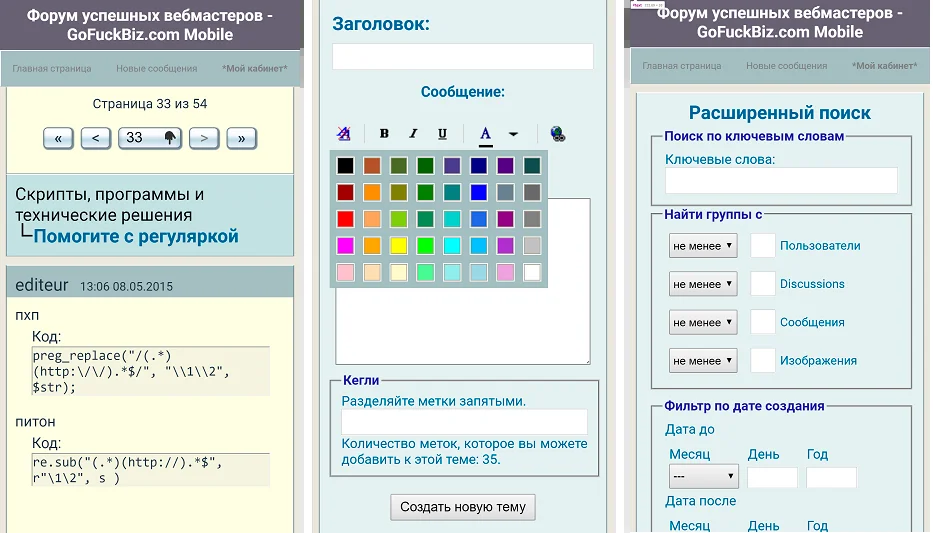 Форум успешных вебмастеров -
GoFuckBiz.com Mobile
Главная страница Новые сообщения *Мой кабинет*
Страница 33 из 54
« < 33 > »
Скрипты, программы и
технические решения
Помогите с регуляркой
editeur 13:06 08.05.2015
пхп
Код:
preg_replace("/(.*)
(http:\/\/).*$/", "\\1\\2",
$str);
питон
Код:
re.sub("(.*)(http://).*$",
r"\1\2", s )
Заголовок:
Сообщение:
B I U A
Кегли
Разделяйте метки запятыми.
Количество меток, которое вы можете
добавить к этой теме: 35.
Создать новую тему
Форум успешных вебмастеров -
GoFuckBiz.com Mobile
Главная страница Новые сообщения *Мой кабинет*
Расширенный поиск
Поиск по ключевым словам
Ключевые слова:
Найти группы с
не менее Пользователи
не менее Discussions
не менее Сообщения
не менее Изображения
Фильтр по дате создания
Дата до
Месяц День Год
---
Дата после
Месяц День Год